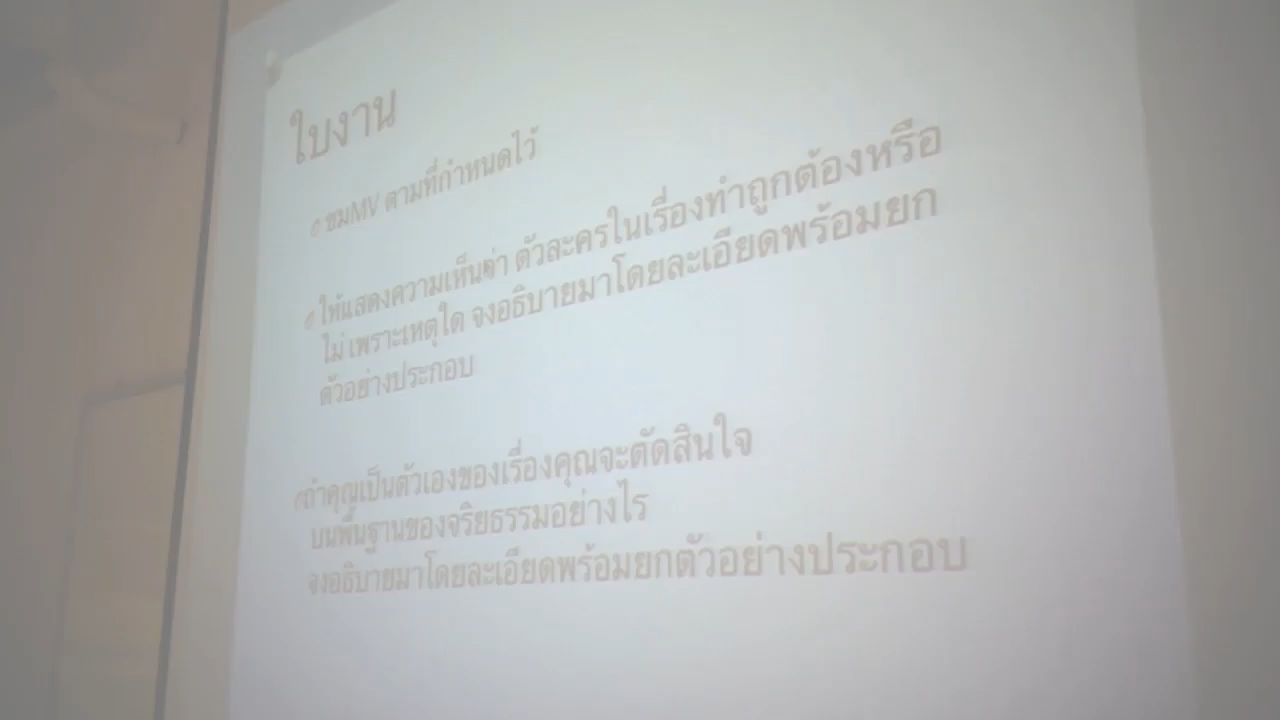 ใบงาน
ชมMV ตามที่กำหนดไว้
ให้แสดงความเห็นว่า ตัวละครในเรื่องทำถูกต้องหรือ
ไม่ เพราะเหตุใด จงอธิบายมาโดยละเอียดพร้อมยก
ตัวอย่างประกอบ
ถ้าคุณเป็นตัวเองของเรื่องคุณจะตัดสินใจ
บนพื้นฐานของจริยธรรมอย่างไร
จงอธิบายมาโดยละเอียดพร้อมยกตัวอย่างประกอบ